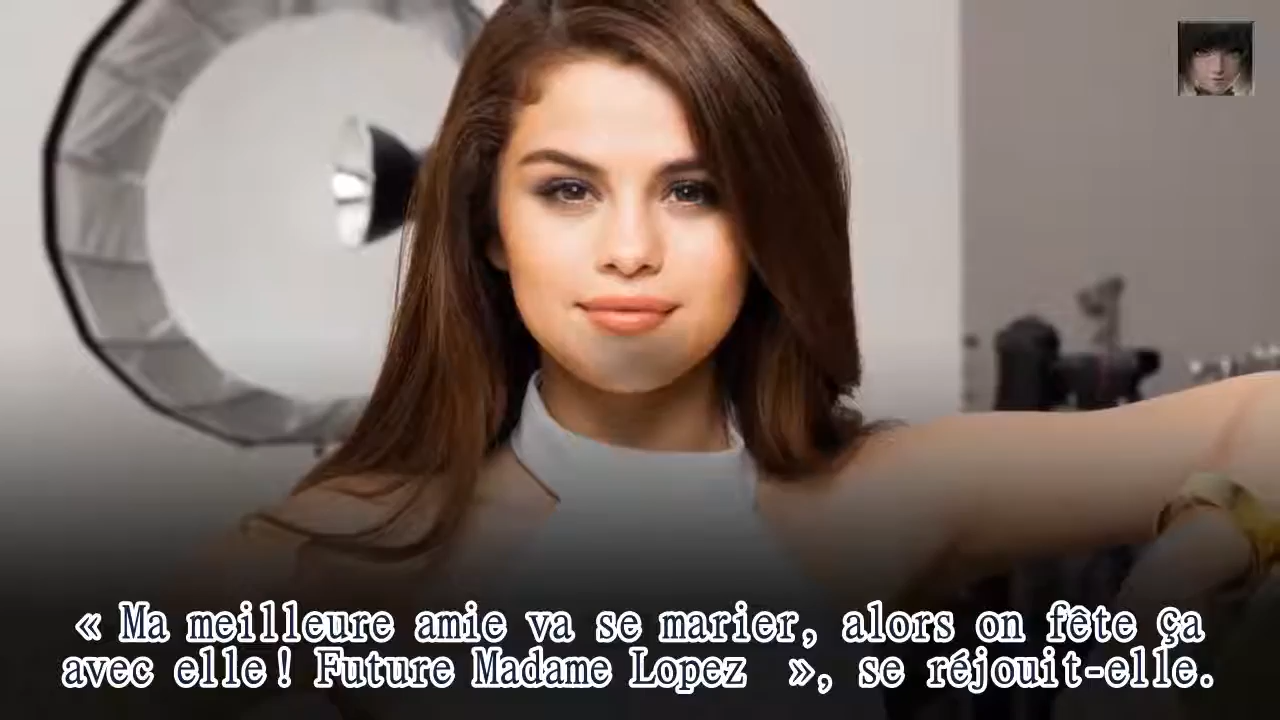 « Ma meilleure amie va se marier, alors on fête ça
avec elle! Future Madame Lopez », se réjouit-elle.